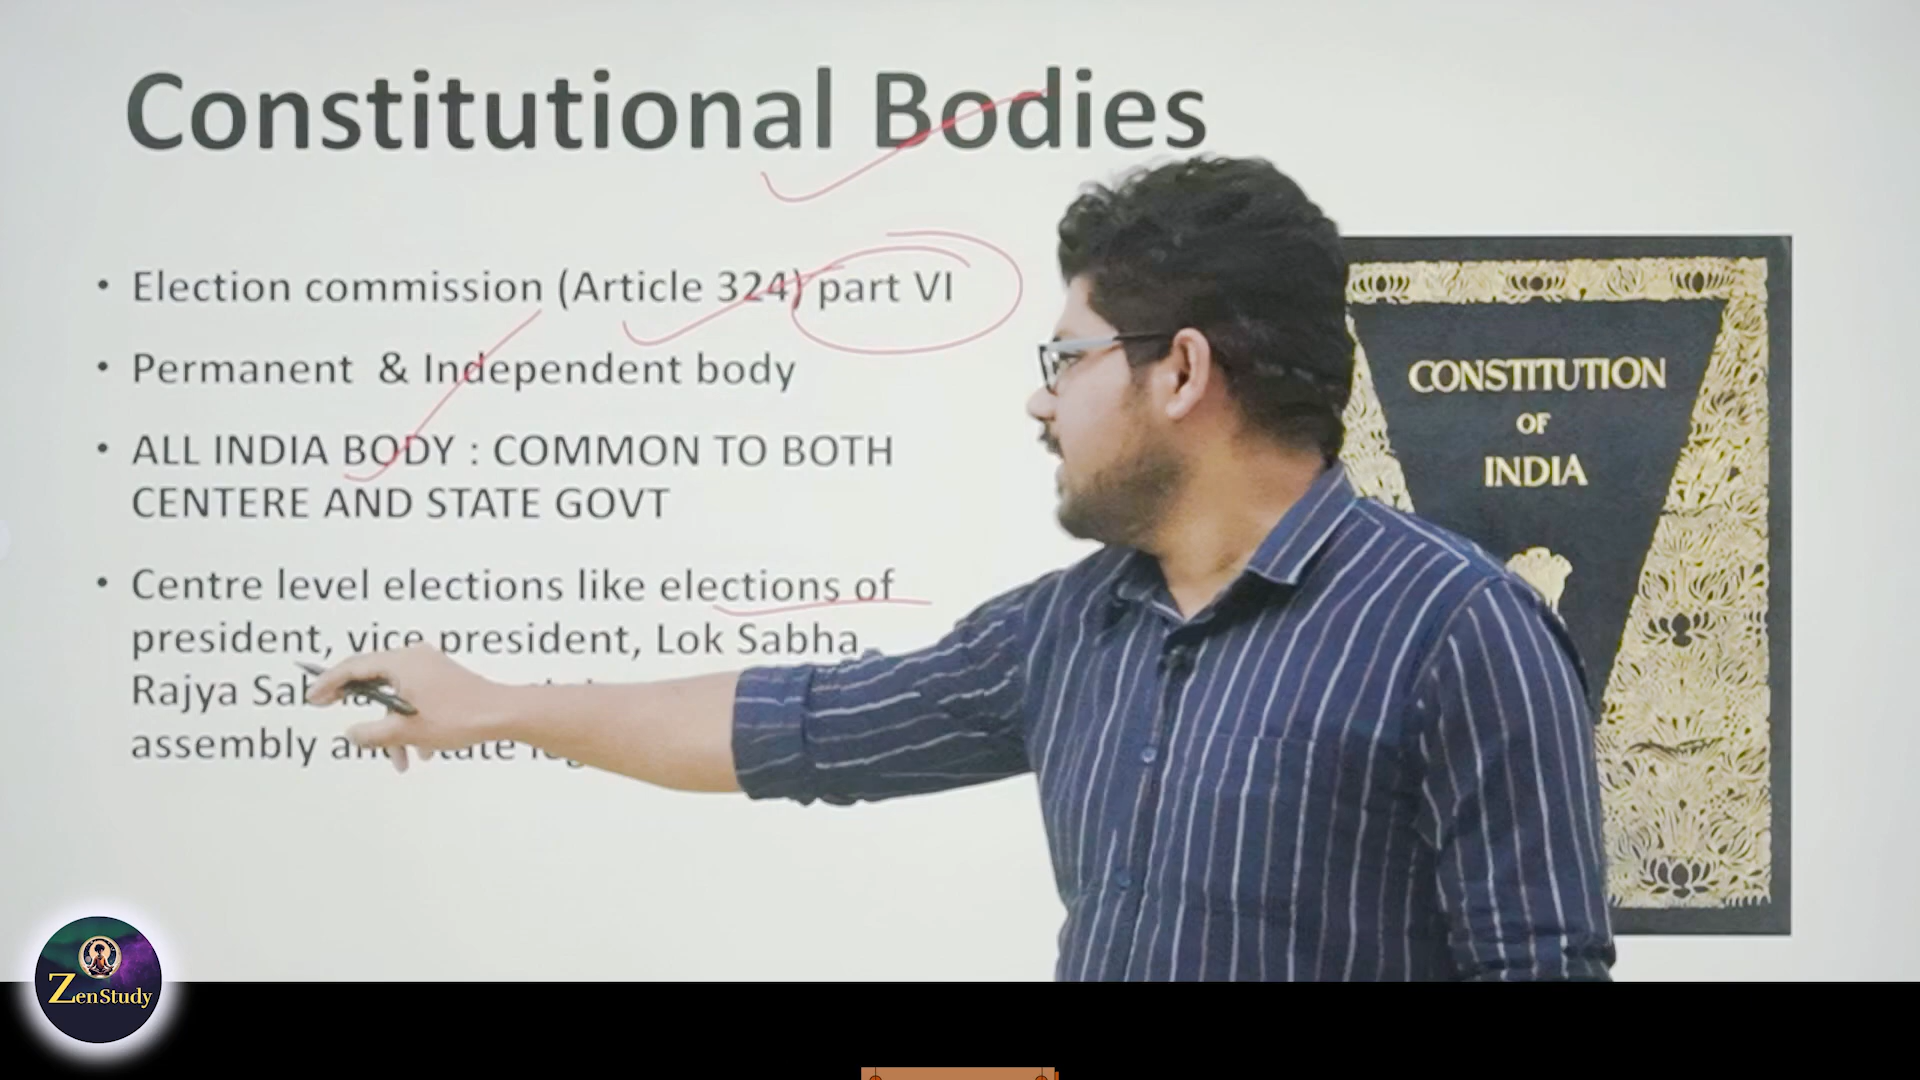 Constitutional Bodies
• Election commission (Article 324) part VI
• Permanent & Independent body
• ALL INDIA BODY : COMMON TO BOTH
CENTERE AND STATE GOVT
• Centre level elections like elections of
president, vice president, Lok Sabha
Rajya
assembly
CONSTITUTION
OF
INDIA
ZenStudy